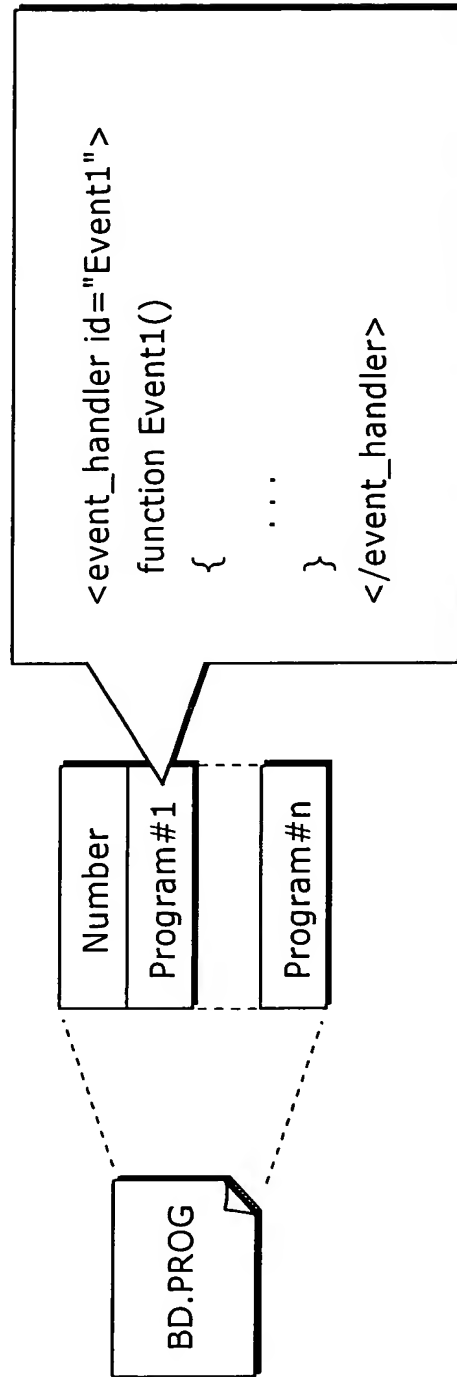 BD.PROG
Number
Program#1
Program#n
<event_handler id="Event1">
function Event1()
{
. . .
}
</event_handler>